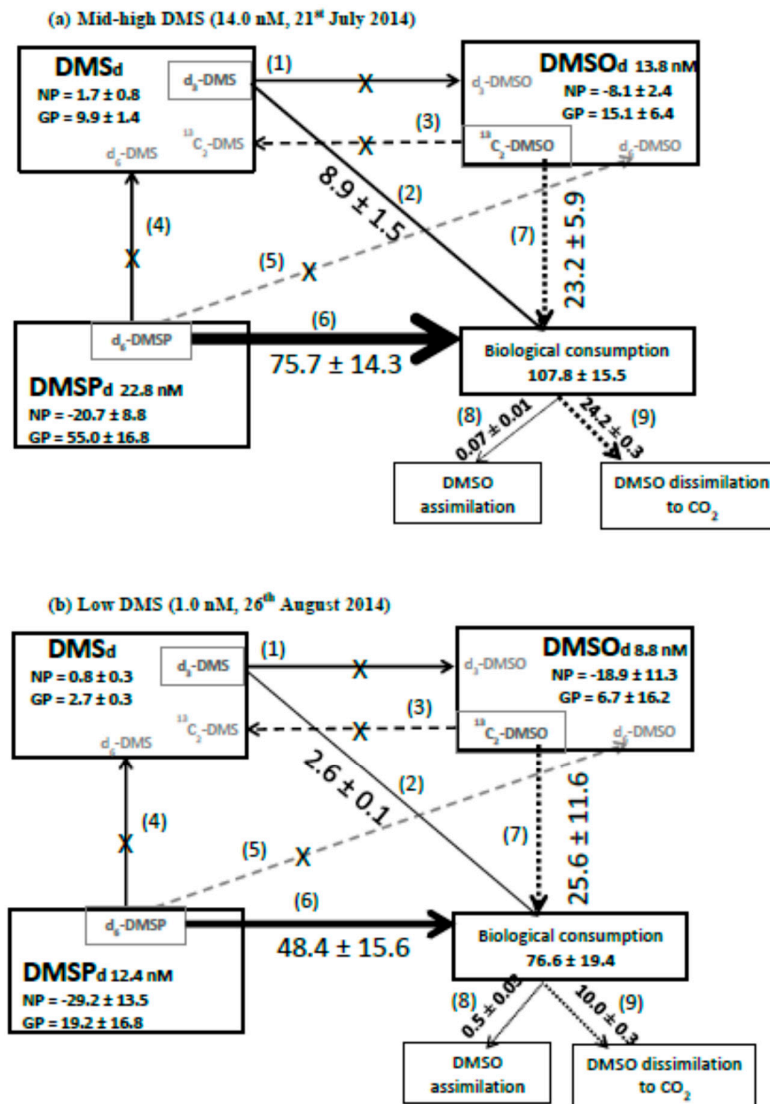 (a) Mid-high DMS (14.0 nM, 21st July 2014)
DMSd
NP = 1.7 ± 0.8
GP = 9.9 ± 1.4
d3-DMS
13C2-DMS
d6-DMS
(1)
X
DMSOd 13.8 nM
d3-DMSO
NP = -8.1 ± 2.4
GP = 15.1 ± 6.4
13C2-DMSO
d6-DMSO
(3)
X
(2)
8.9 ± 1.5
(7)
23.2 ± 5.9
(4)
X
(5)
X
d6-DMSP
DMSPd 22.8 nM
NP = -20.7 ± 8.8
GP = 55.0 ± 16.8
(6)
75.7 ± 14.3
Biological consumption
107.8 ± 15.5
(8)
0.07 ± 0.01
24.2 ± 0.3
(9)
DMSO
assimilation
DMSO dissimilation
to CO2
(b) Low DMS (1.0 nM, 26th August 2014)
DMSd
NP = 0.8 ± 0.3
GP = 2.7 ± 0.3
d3-DMS
13C2-DMS
d6-DMS
(1)
X
DMSOd 8.8 nM
d3-DMSO
NP = -18.9 ± 11.3
GP = 6.7 ± 16.2
13C2-DMSO
d6-DMSO
(3)
X
(2)
2.6 ± 0.1
(7)
25.6 ± 11.6
(4)
X
(5)
X
d6-DMSP
DMSPd 12.4 nM
NP = -29.2 ± 13.5
GP = 19.2 ± 16.8
(6)
48.4 ± 15.6
Biological consumption
76.6 ± 19.4
(8)
0.5 ± 0.03
10.0 ± 0.3
(9)
DMSO
assimilation
DMSO dissimilation
to CO2